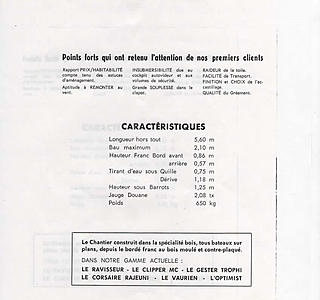 Points forts qui ont retenu l'attention de nos premiers clients
Rapport PRIX/HABITABILITÉ compte tenu des astuces d'aménagement.
Aptitude à REMONTER au vent.
INSUBMERSIBILITÉ due au cockpit autovideur et aux volumes de sécurité.
Grande SOUPLESSE dans le clapot.
RAIDEUR de la toile.
FACILITÉ de Transport.
FINITION et CHOIX de l'accastillage.
QUALITÉ du Gréement.
CARACTÉRISTIQUES
Longueur hors tout 5,60 m
Bau maximum 2,10 m
Hauteur Franc Bord avant 0,86 m
arrière 0,57 m
Tirant d'eau sous Quille 0,75 m
Dérive 1,18 m
Hauteur sous Barrots 1,25 m
Jauge Douane 2,08 tx
Poids 650 kg
Le Chantier construit dans la spécialité bois, tous bateaux sur
plans, depuis le bordé franc au bois moulé et contre-plaqué.
DANS NOTRE GAMME ACTUELLE :
LE RAVISSEUR - LE CLIPPER MC - LE GESTER TROPHI
LE CORSAIRE RAJEUNI - LE VAURIEN - L'OPTIMIST